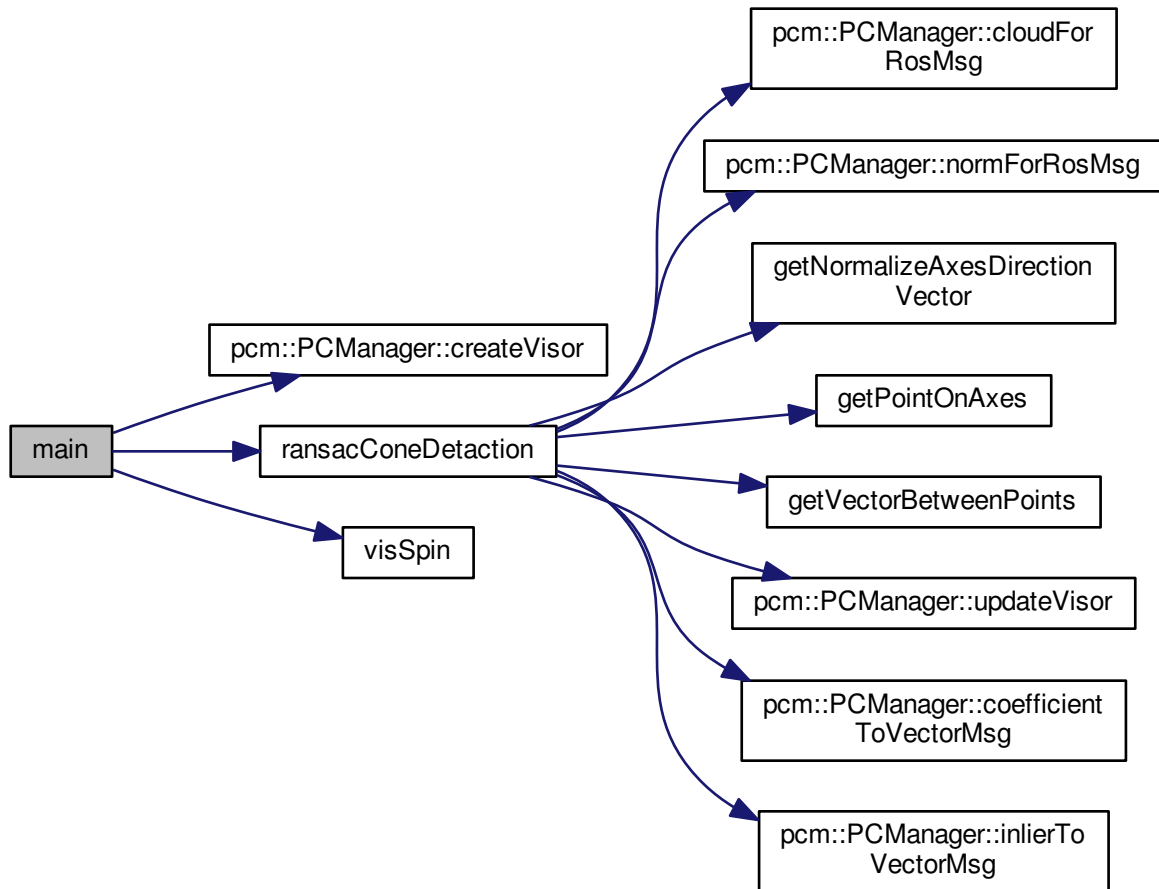 pcm::PCManager::cloudFor
RosMsg
pcm::PCManager::normForRosMsg
getNormalizeAxesDirection
Vector
pcm::PCManager::createVisor
getPointOnAxes
main
ransacConeDetaction
getVectorBetweenPoints
visSpin
pcm::PCManager::updateVisor
pcm::PCManager::coefficient
ToVectorMsg
pcm::PCManager::inlierTo
VectorMsg